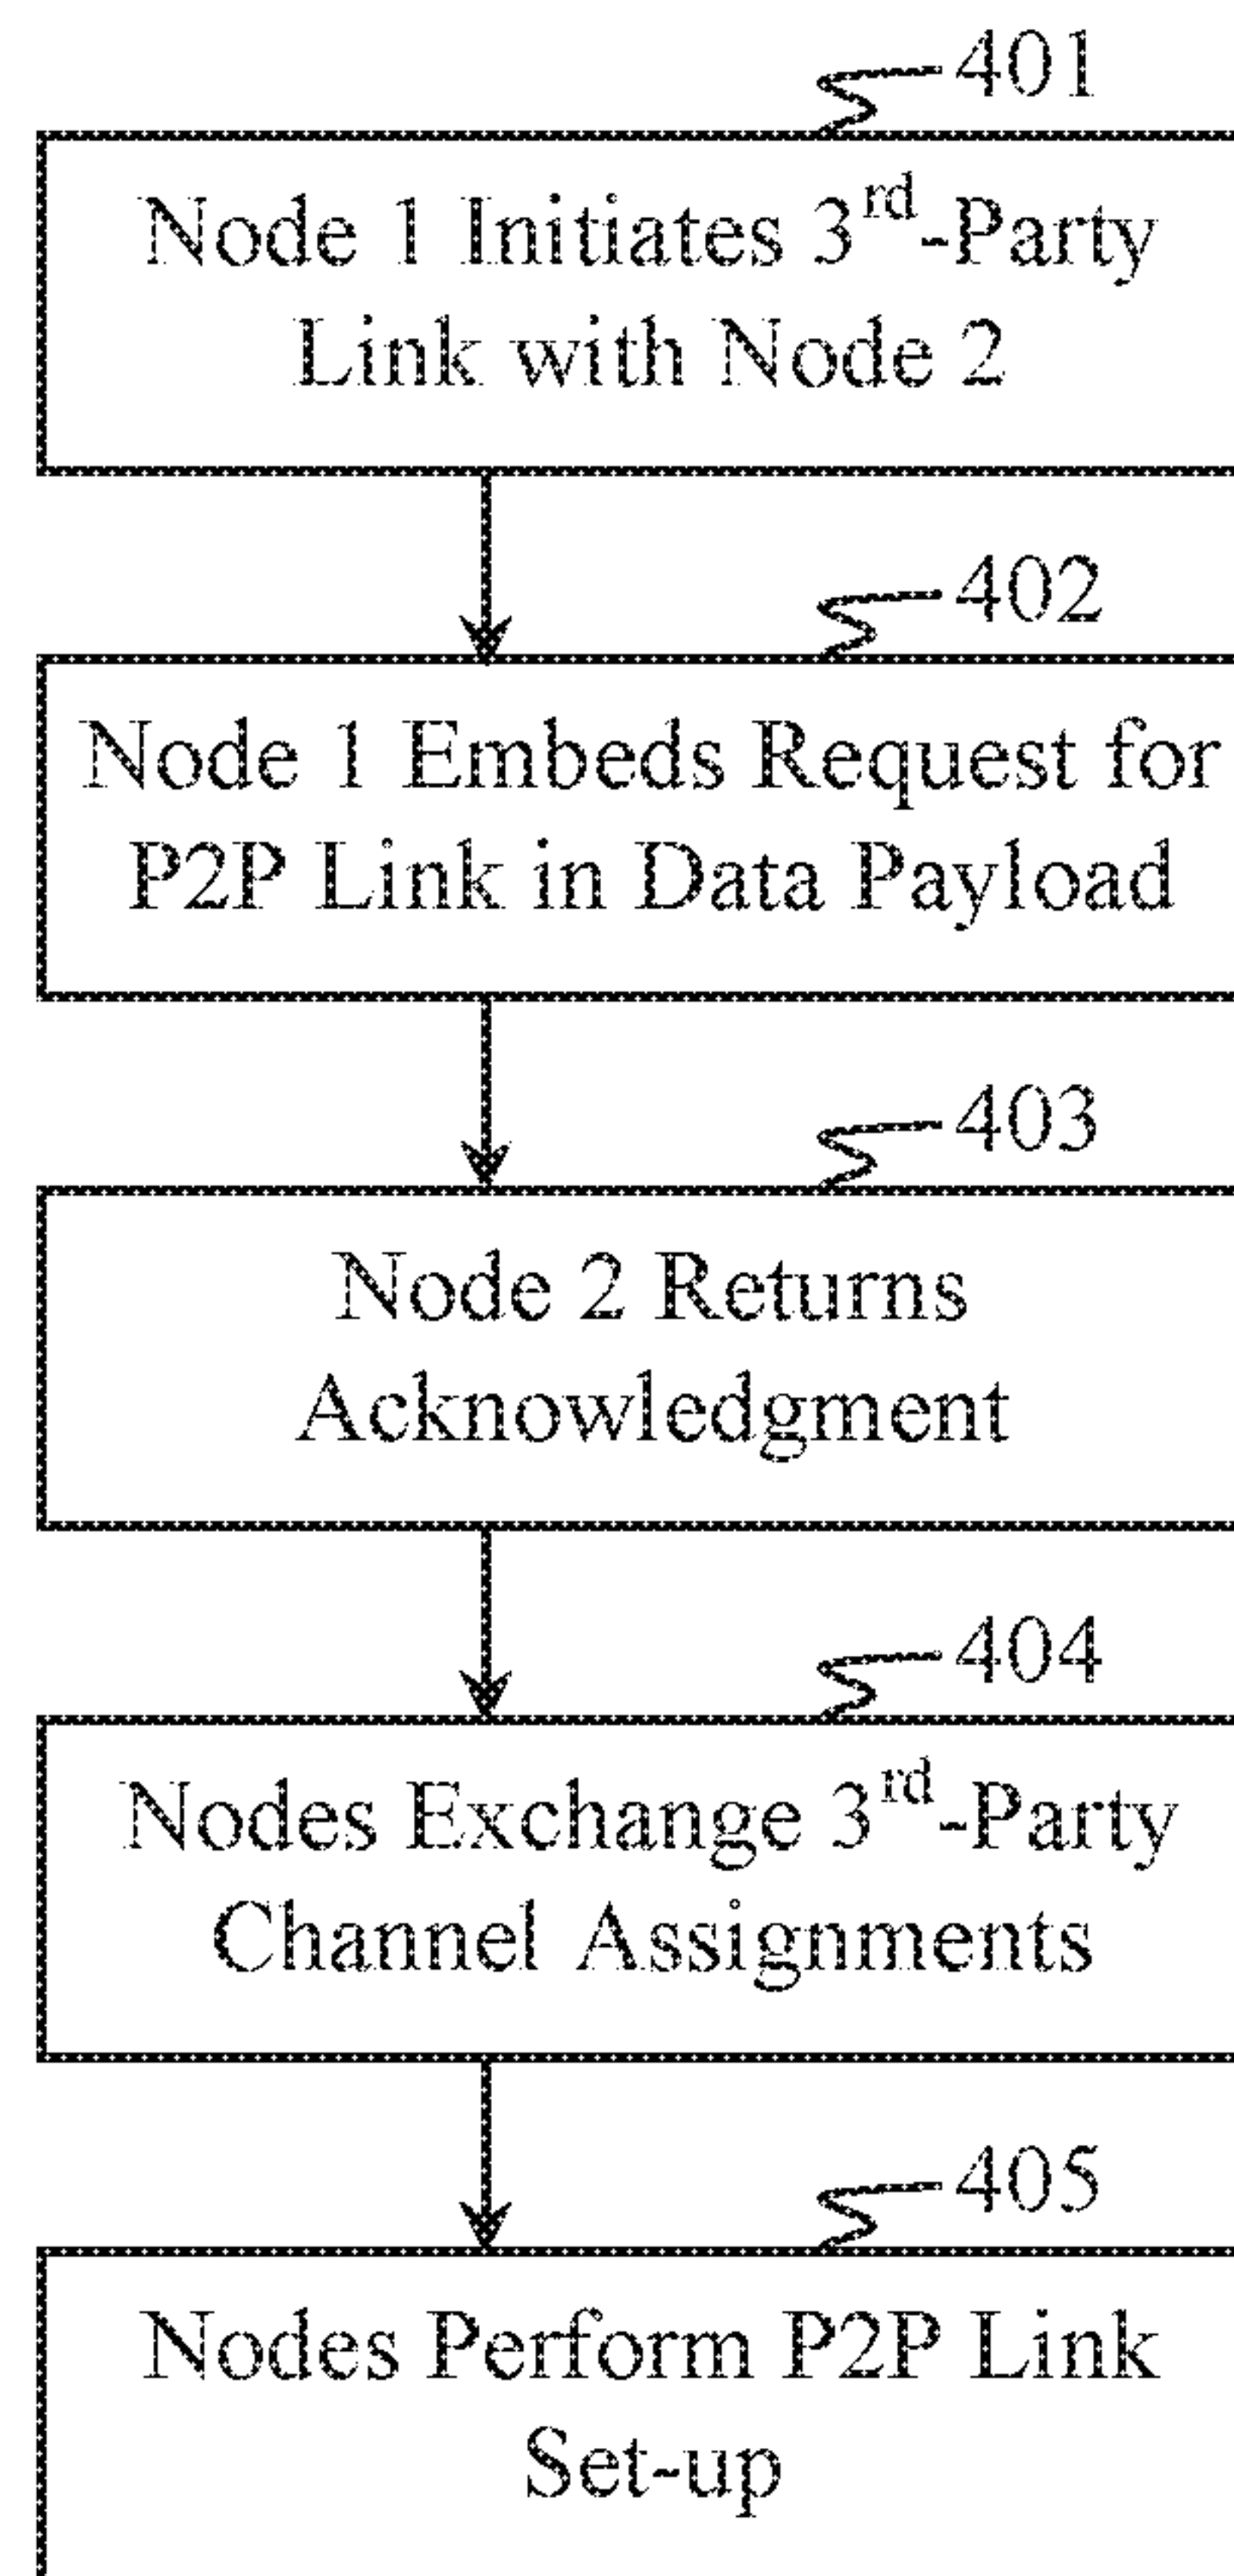 401
Node 1 Initiates 3rd-Party
Link with Node 2
402
Node 1 Embeds Request for
P2P Link in Data Payload
403
Node 2 Returns
Acknowledgment
404
Nodes Exchange 3rd-Party
Channel Assignments
405
Nodes Perform P2P Link
Set-up